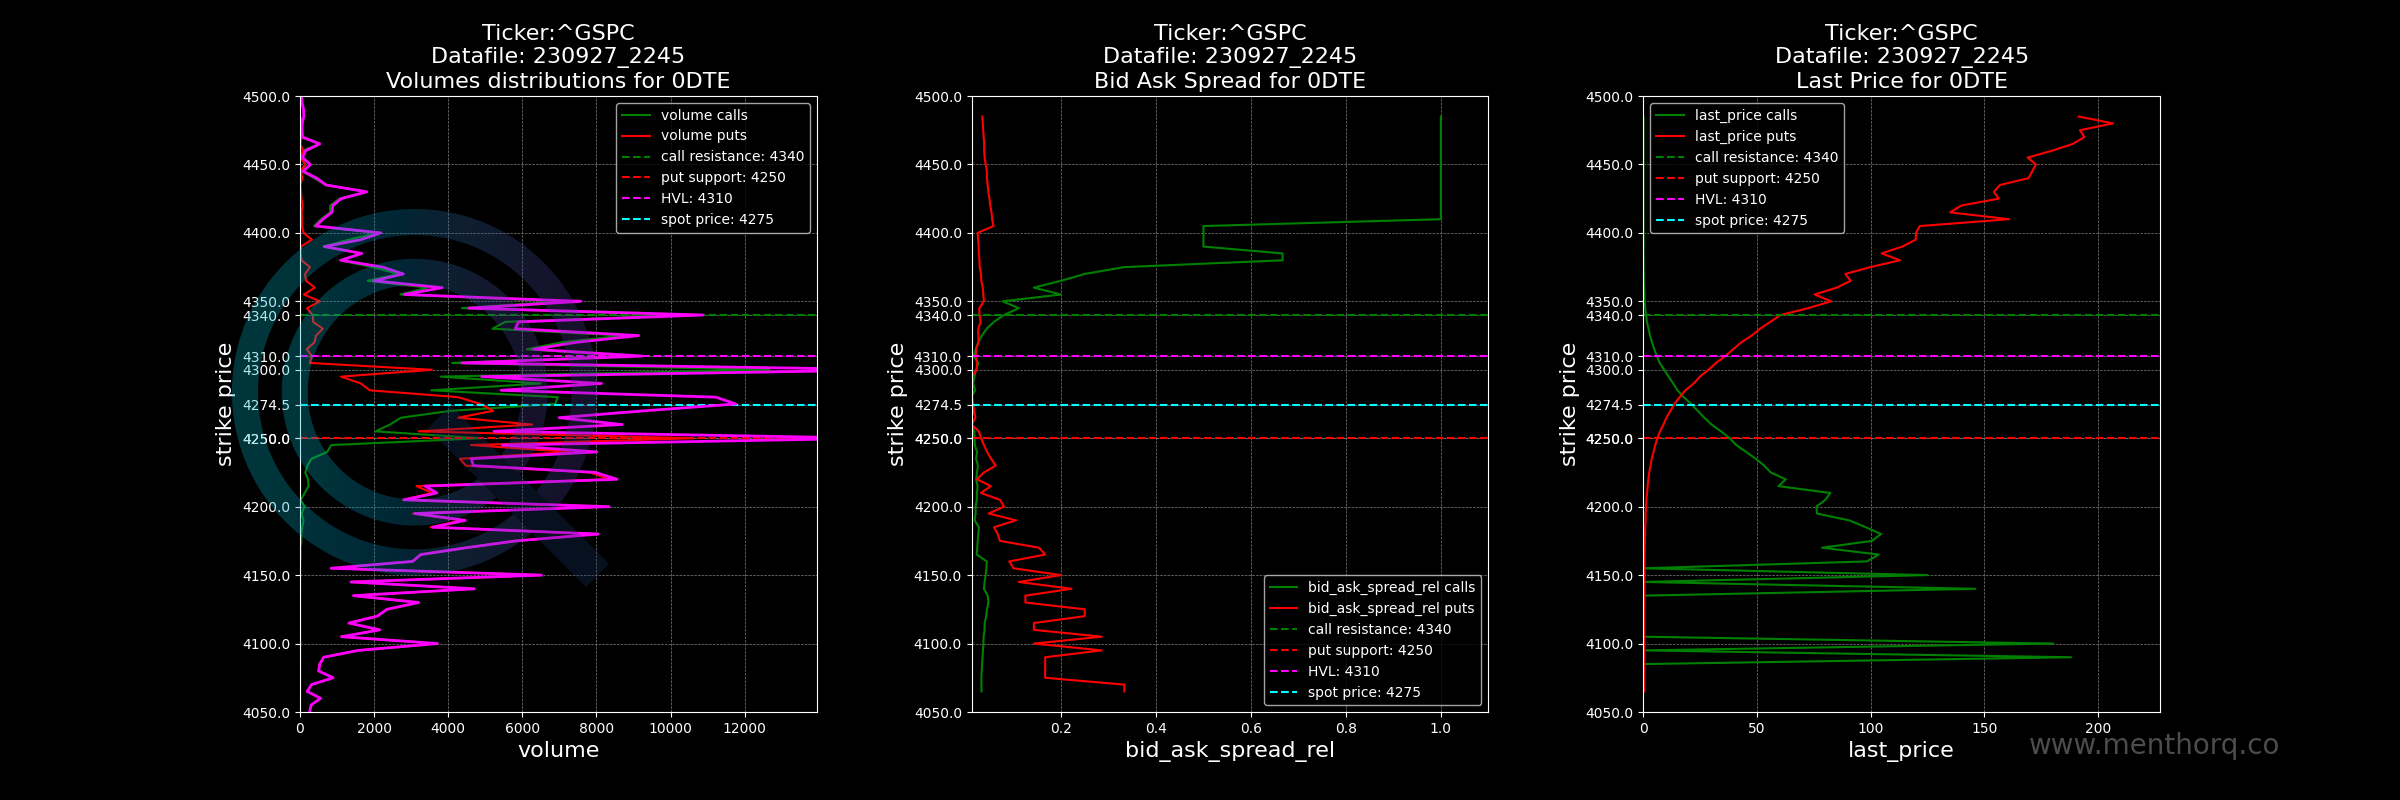 Ticker:^GSPC
Datafile: 230927_2245
Volumes distributions for 0DTE
4500.0
4450.0
4400.0
4350.0
4340.0
4310.0
4300.0
4274.5
4250.0
4200.0
4150.0
4100.0
4050.0
strike price
volume calls
volume puts
call resistance: 4340
put support: 4250
HVL: 4310
spot price: 4275
0 2000 4000 6000 8000 10000 12000
volume
Ticker:^GSPC
Datafile: 230927_2245
Bid Ask Spread for 0DTE
4500.0
4450.0
4400.0
4350.0
4340.0
4310.0
4300.0
4274.5
4250.0
4200.0
4150.0
4100.0
4050.0
strike price
bid_ask_spread_rel calls
bid_ask_spread_rel puts
call resistance: 4340
put support: 4250
HVL: 4310
spot price: 4275
0.2 0.4 0.6 0.8 1.0
bid_ask_spread_rel
Ticker:^GSPC
Datafile: 230927_2245
Last Price for 0DTE
4500.0
4450.0
4400.0
4350.0
4340.0
4310.0
4300.0
4274.5
4250.0
4200.0
4150.0
4100.0
4050.0
strike price
last_price calls
last_price puts
call resistance: 4340
put support: 4250
HVL: 4310
spot price: 4275
0 50 100 150 200
last_price
www.menthorq.co